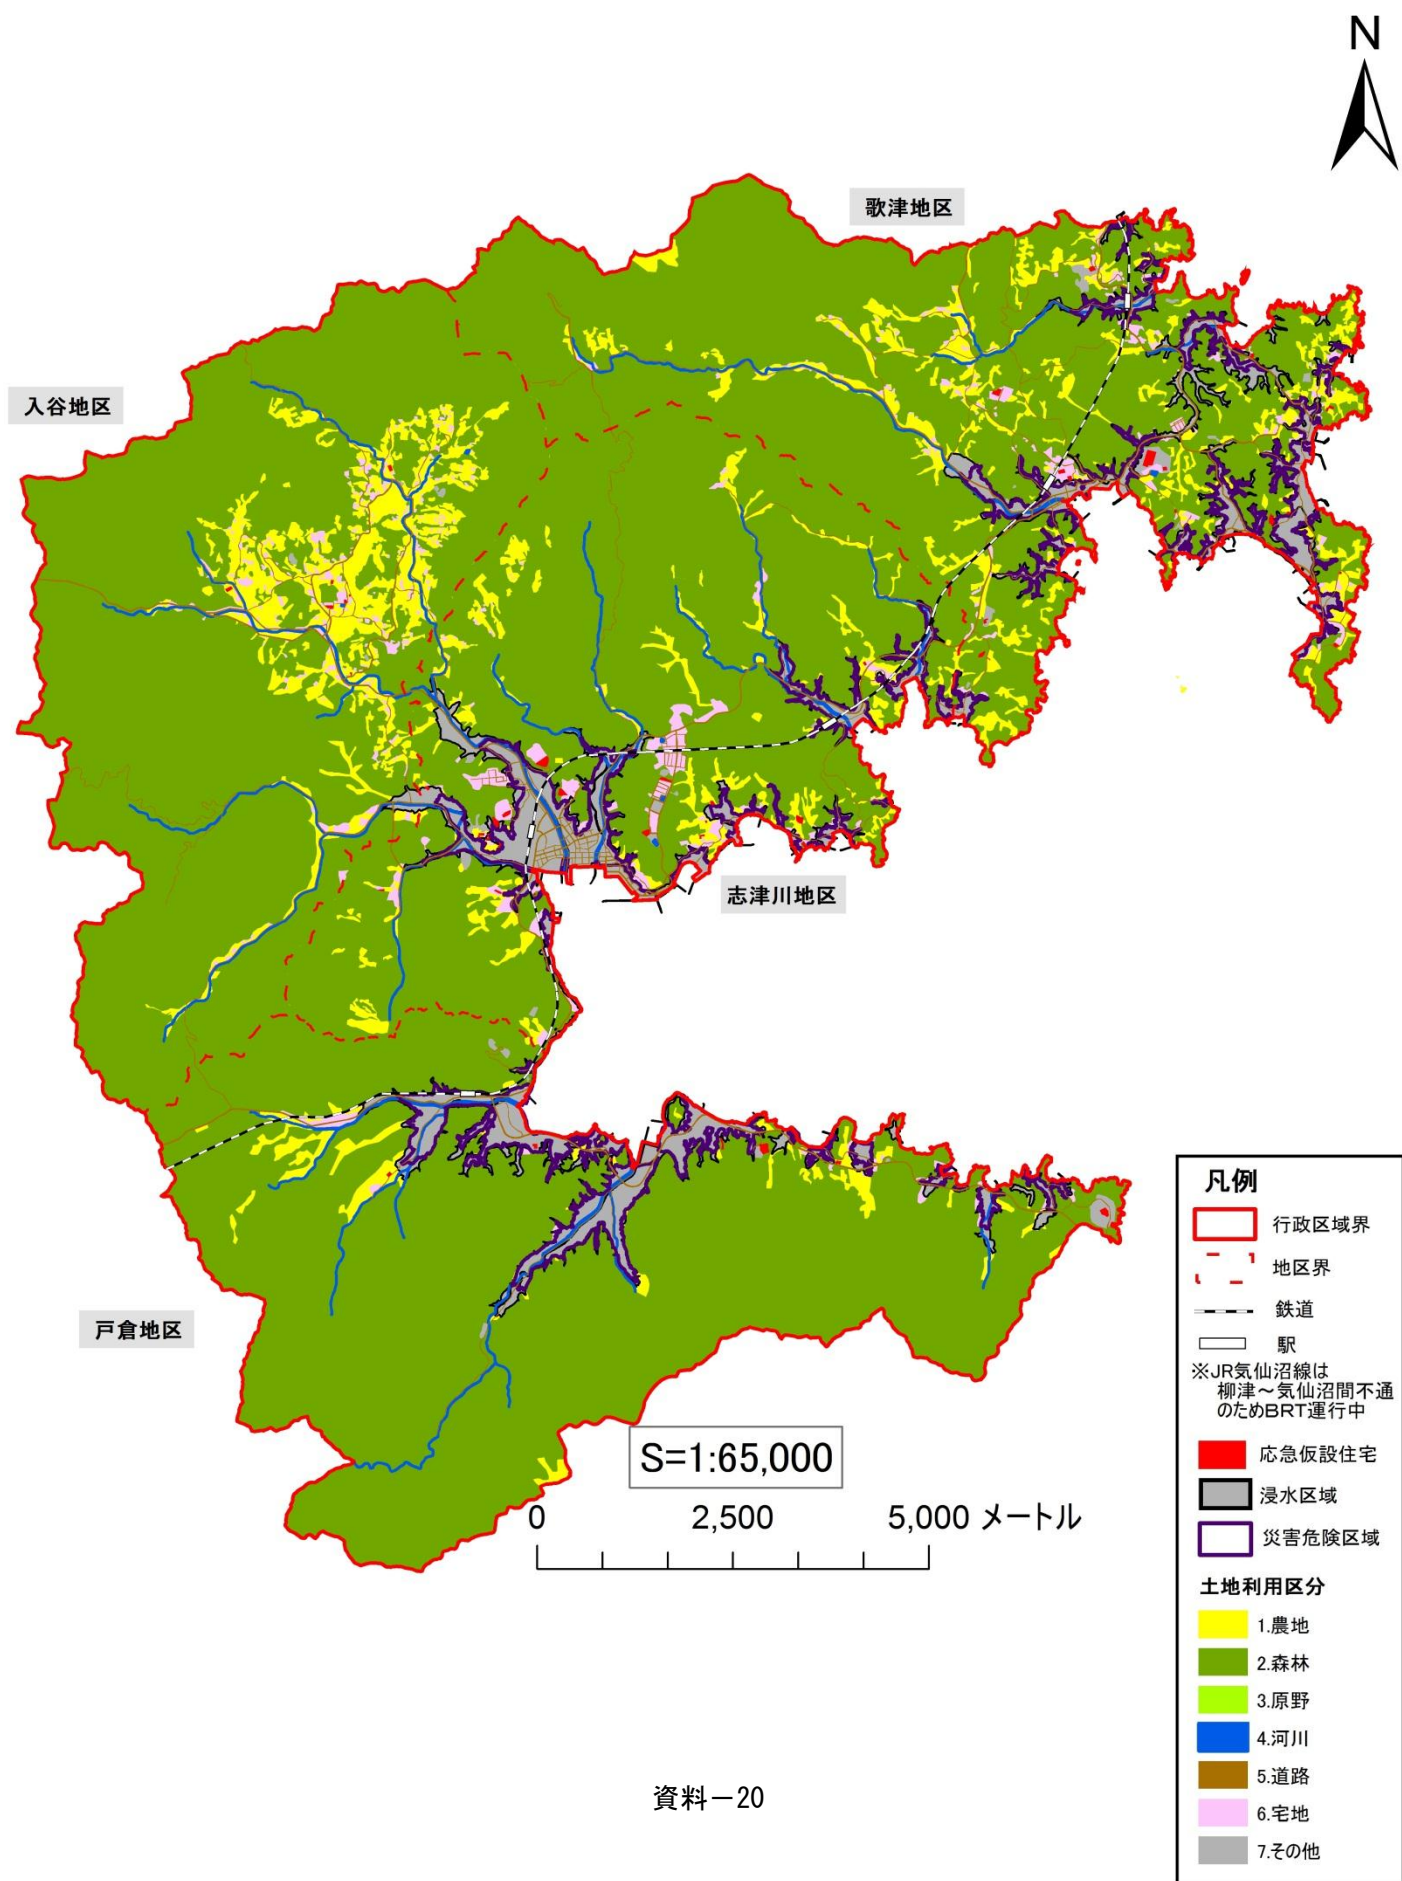 N
歌津地区
入谷地区
志津川地区
戸倉地区
S=1:65,000
0 2,500 5,000 メートル
凡例
行政区域界
地区界
鉄道
駅
※JR気仙沼線は
柳津～気仙沼間不通
のためBRT運行中
応急仮設住宅
浸水区域
災害危険区域
土地利用区分
1.農地
2.森林
3.原野
4.河川
5.道路
6.宅地
7.その他
資料－20